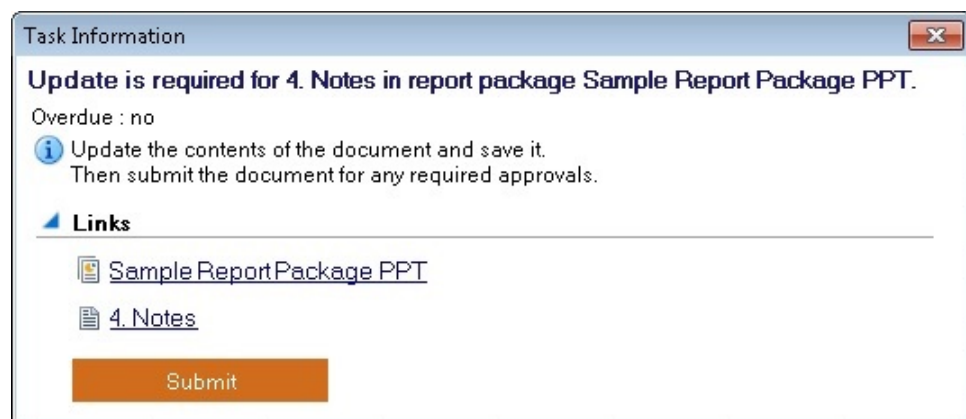 Task Information
Update is required for 4. Notes in report package Sample Report Package PPT.
Overdue : no
Update the contents of the document and save it.
Then submit the document for any required approvals.
Links
Sample Report Package PPT
4. Notes
Submit